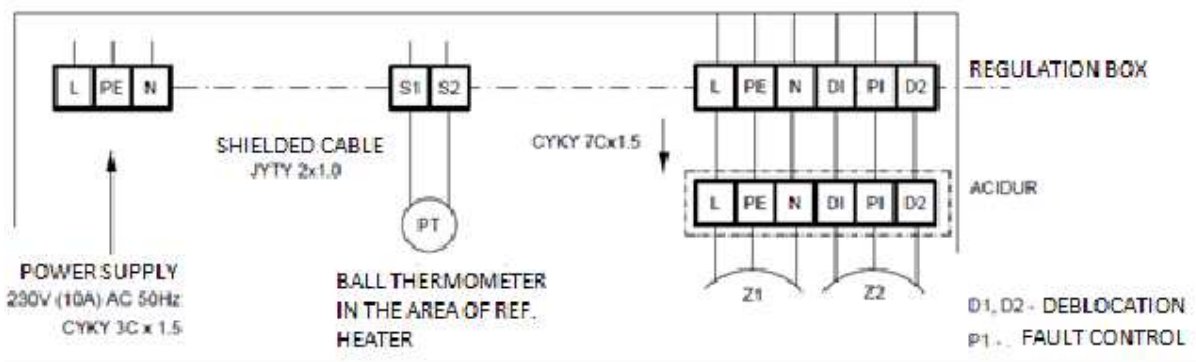 L PE N
S1 S2
L PE N DI PI D2
REGULATION BOX
SHIELDED CABLE
JYTY 2x1.0
CYKY 7Cx1.5
L PE N DI PI D2
ACIDUR
PT
POWER SUPPLY
230V (10A) AC 50Hz
CYKY 3C x 1.5
BALL THERMOMETER
IN THE AREA OF REF.
HEATER
Z1 Z2
D1, D2 - DEBLOCATION
P1 - . FAULT CONTROL